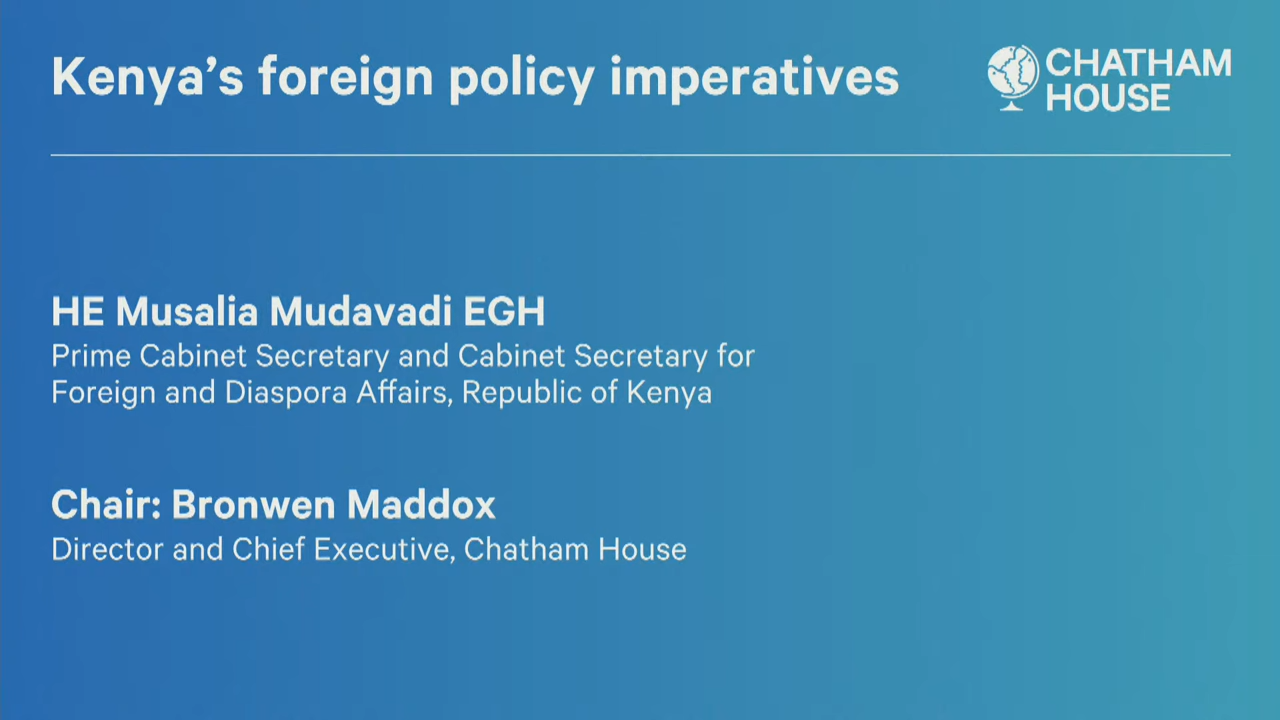 Kenya’s foreign policy imperatives
CHATHAM
HOUSE
HE Musalia Mudavadi EGH
Prime Cabinet Secretary and Cabinet Secretary for
Foreign and Diaspora Affairs, Republic of Kenya
Chair: Bronwen Maddox
Director and Chief Executive, Chatham House